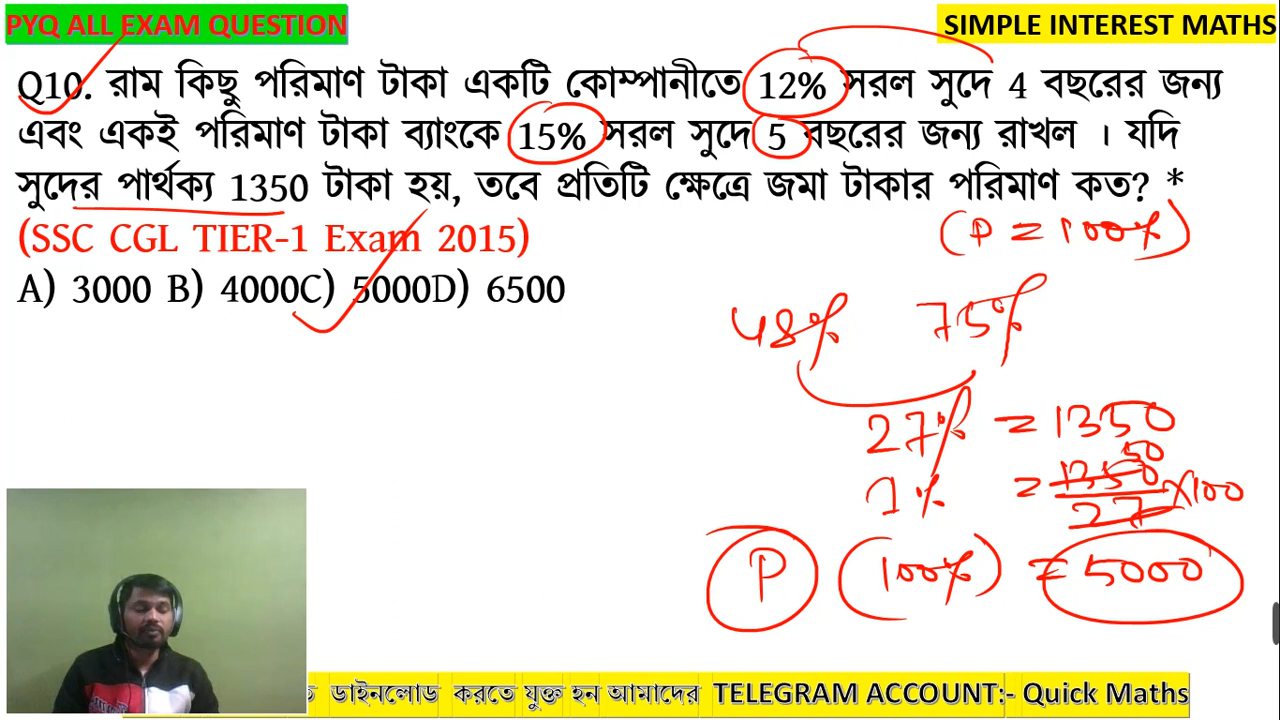 PYQ ALL EXAM QUESTION
SIMPLE INTEREST MATHS
Q10. রাম কিছু পরিমাণ টাকা একটি কোম্পানীতে 12% সরল সুদে 4 বছরের জন্য
এবং একই পরিমাণ টাকা ব্যাংকে 15% সরল সুদে 5 বছরের জন্য রাখল । যদি
সুদের পার্থক্য 1350 টাকা হয়, তবে প্রতিটি ক্ষেত্রে জমা টাকার পরিমাণ কত? *
(SSC CGL TIER-1 Exam 2015)
(P = 100%)
A) 3000 B) 4000C) 5000D) 6500
48% 75%
27% = 1350
50
1% = 1350/27 × 100
P (100%) = 5000
ডাইনলোড করতে যুক্ত হন আমাদের TELEGRAM ACCOUNT:- Quick Maths